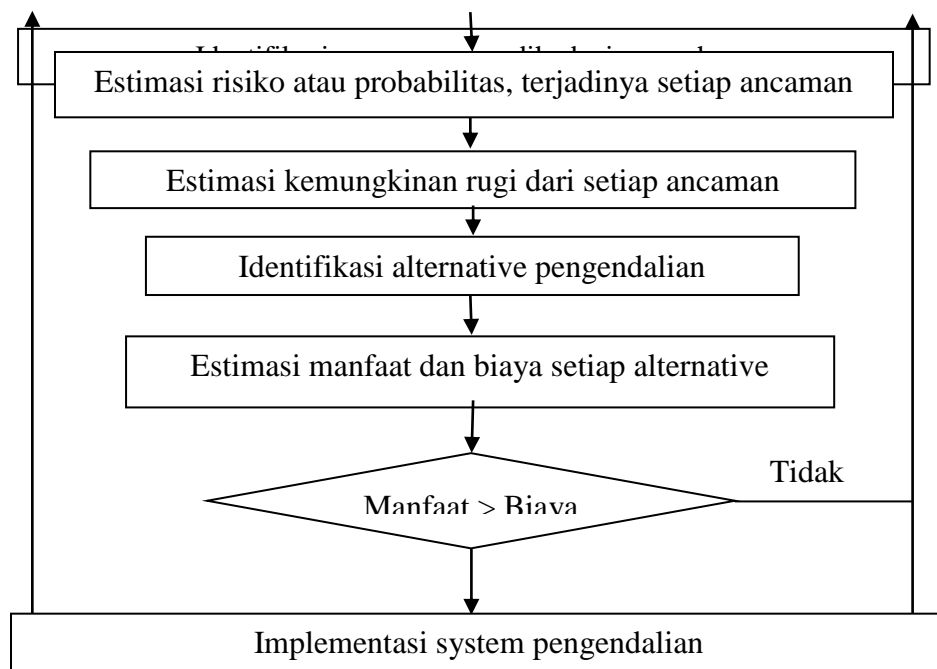 Estimasi risiko atau probabilitas, terjadinya setiap ancaman
Estimasi kemungkinan rugi dari setiap ancaman
Identifikasi alternative pengendalian
Estimasi manfaat dan biaya setiap alternative
Tidak
Manfaat > Biaya
Implementasi system pengendalian